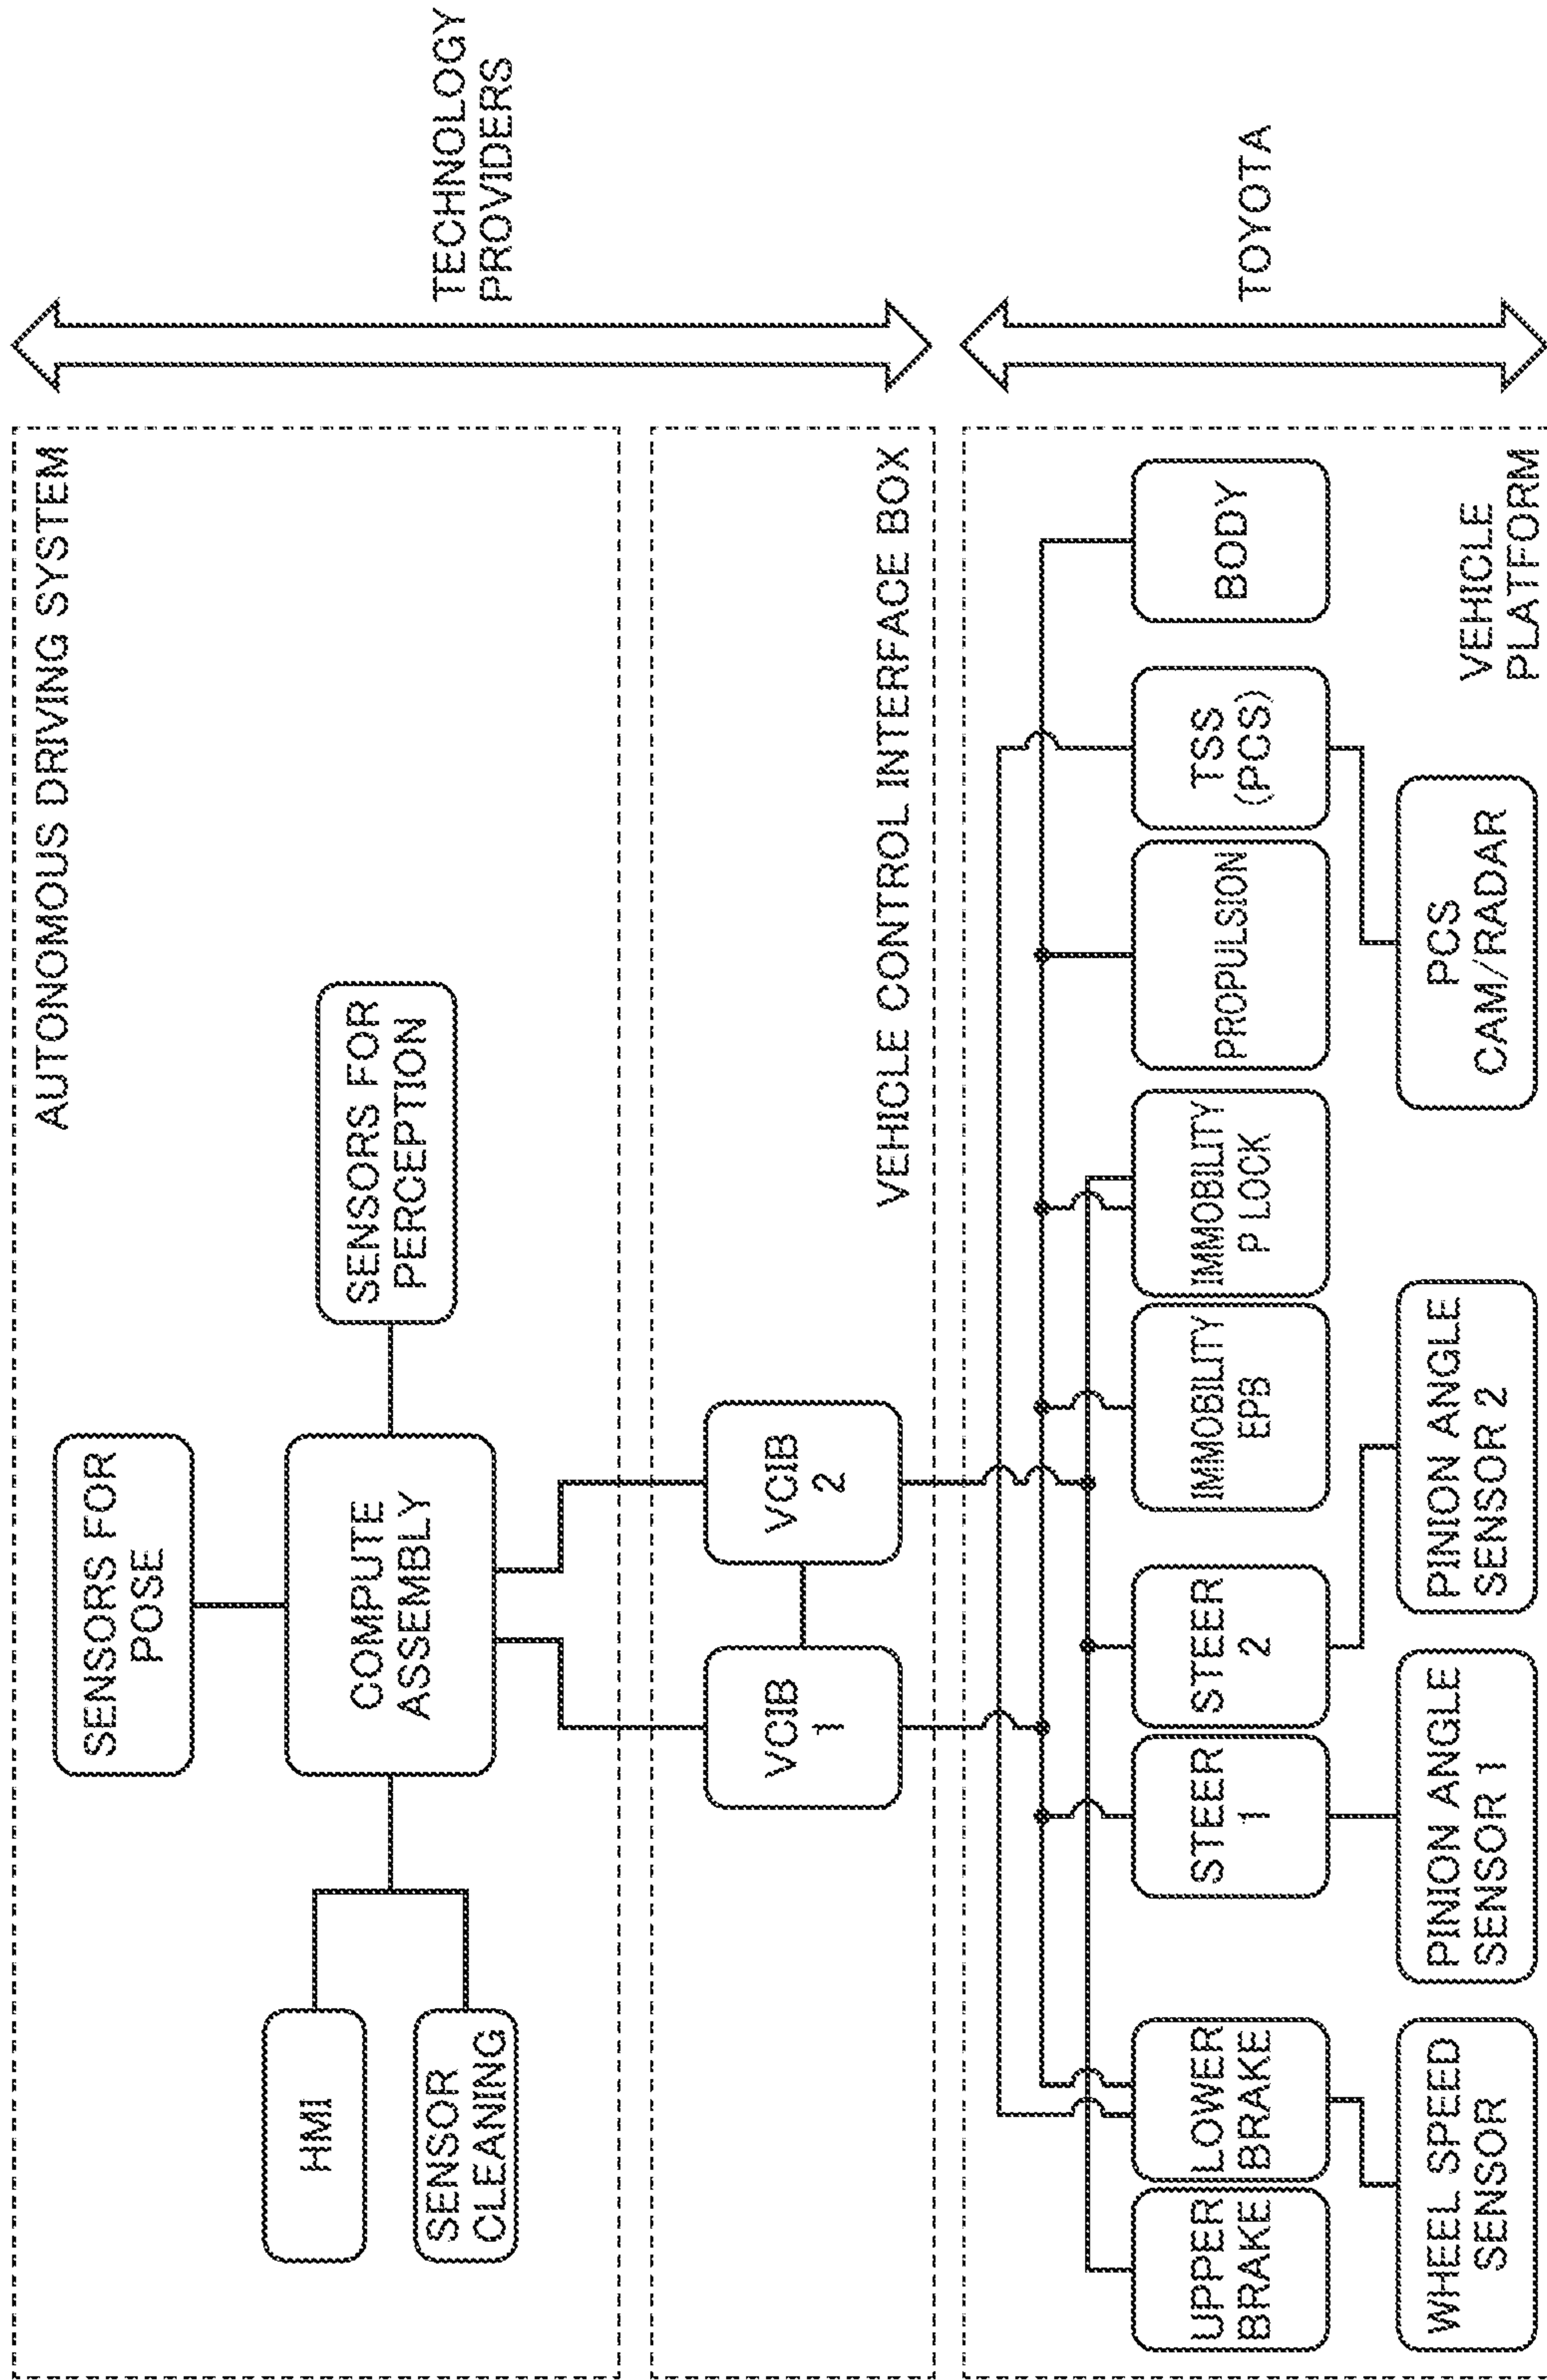 AUTONOMOUS DRIVING SYSTEM
SENSORS FOR
POSE
HMI
SENSOR
CLEANING
COMPUTE
ASSEMBLY
SENSORS FOR
PERCEPTION
TECHNOLOGY
PROVIDERS
VCIB
1
VCIB
2
VEHICLE CONTROL INTERFACE BOX
UPPER
BRAKE
LOWER
BRAKE
STEER
1
STEER
2
IMMOBILITY
EPB
IMMOBILITY
P LOCK
PROPULSION
TSS
(PCS)
BODY
TOYOTA
WHEEL SPEED
SENSOR
PINION ANGLE
SENSOR 1
PINION ANGLE
SENSOR 2
PCS
CAM/RADAR
VEHICLE
PLATFORM